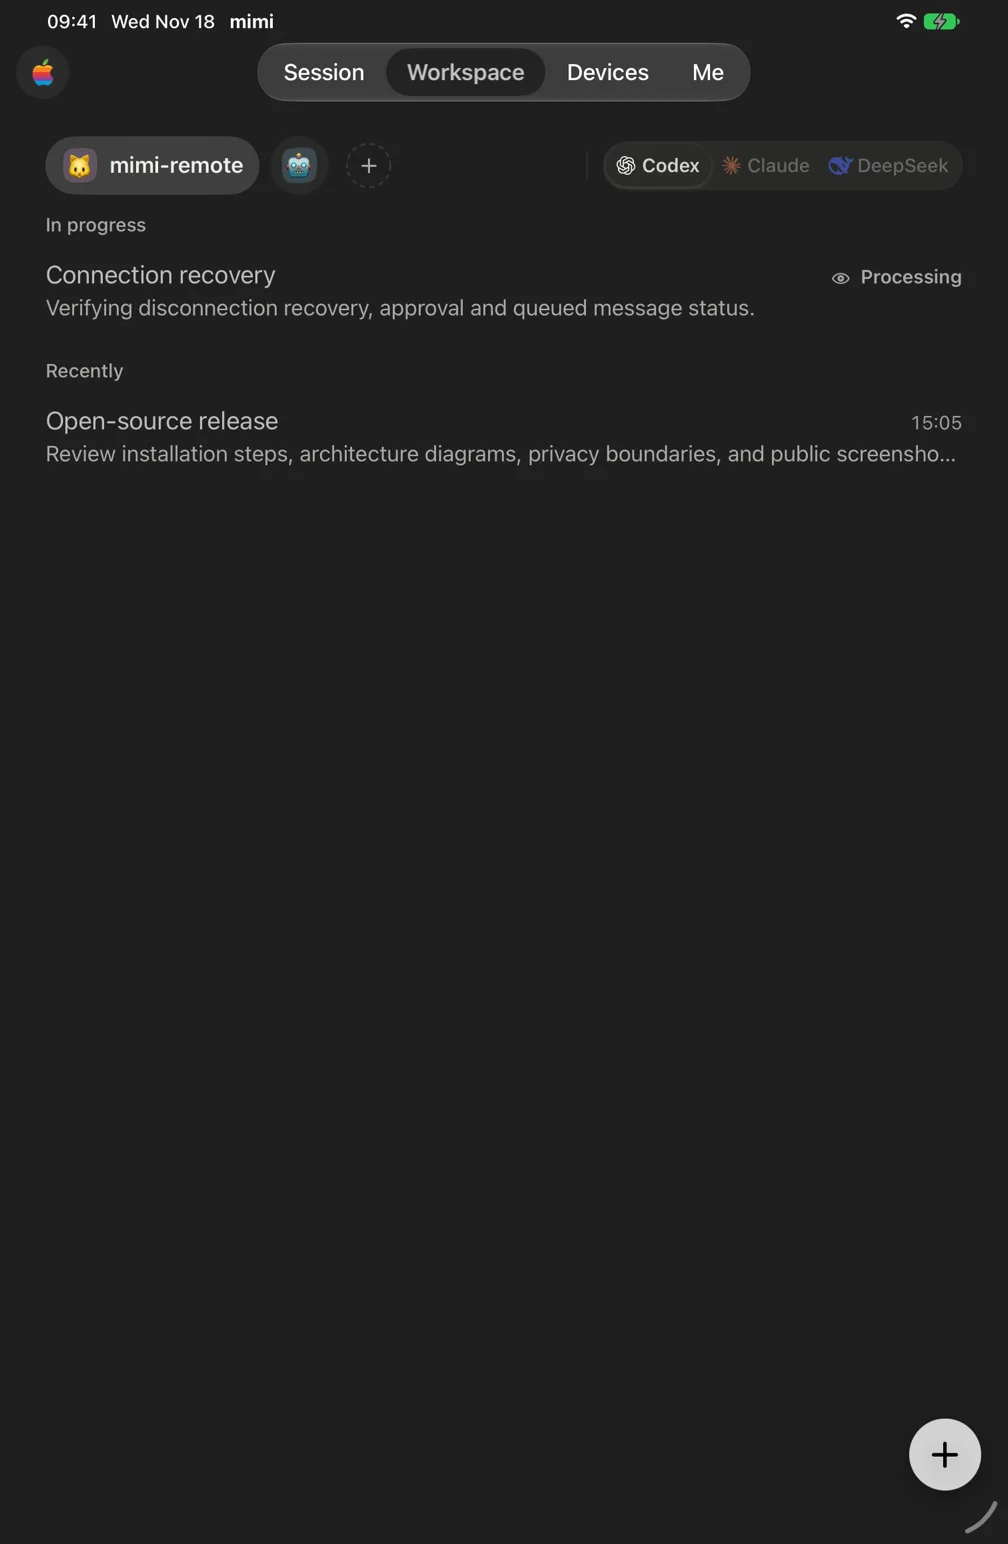 09:41 Wed Nov 18 mimi
Session Workspace Devices Me
mimi-remote Codex Claude DeepSeek
In progress
Connection recovery Processing
Verifying disconnection recovery, approval and queued message status.
Recently
Open-source release 15:05
Review installation steps, architecture diagrams, privacy boundaries, and public screensho...